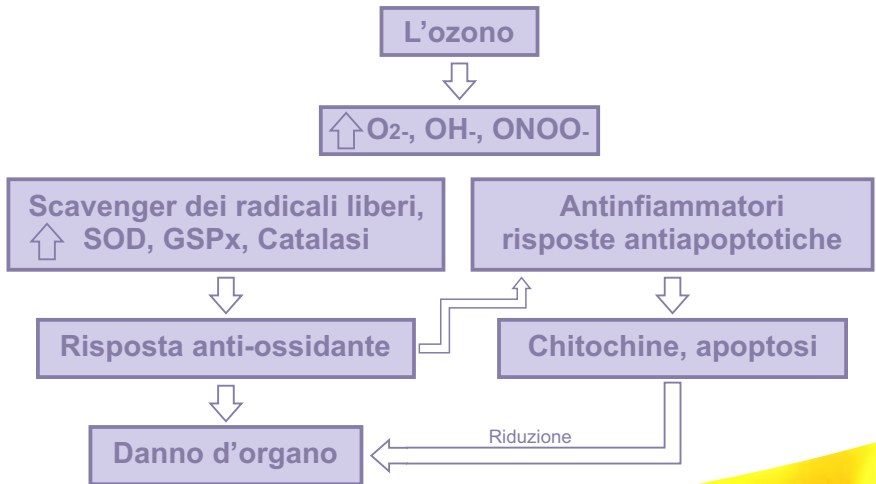 L'ozono
O2-, OH-, ONOO-
Scavenger dei radicali liberi,
SOD, GSPx, Catalasi
Antinfiammatori
risposte antiapoptotiche
Risposta anti-ossidante
Chitochine, apoptosi
Riduzione
Danno d'organo